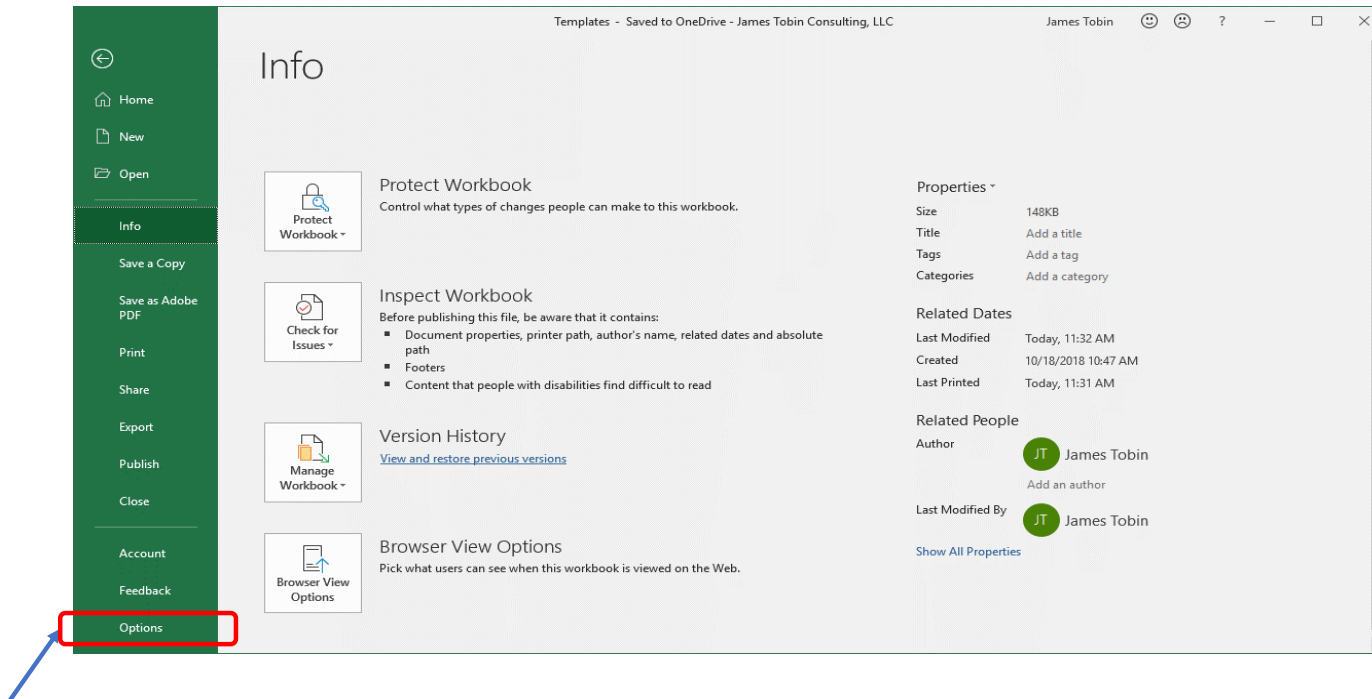 Templates - Saved to OneDrive - James Tobin Consulting, LLC
James Tobin
?
Info
Home
New
Open
Info
Save a Copy
Save as Adobe
PDF
Print
Share
Export
Publish
Close
Account
Feedback
Options
Protect
Workbook
Protect Workbook
Control what types of changes people can make to this workbook.
Check for
Issues
Inspect Workbook
Before publishing this file, be aware that it contains:
Document properties, printer path, author's name, related dates and absolute
path
Footers
Content that people with disabilities find difficult to read
Manage
Workbook
Version History
View and restore previous versions
Browser View
Options
Browser View Options
Pick what users can see when this workbook is viewed on the Web.
Properties
Size 148KB
Title Add a title
Tags Add a tag
Categories Add a category
Related Dates
Last Modified Today, 11:32 AM
Created 10/18/2018 10:47 AM
Last Printed Today, 11:31 AM
Related People
Author JT James Tobin
Add an author
Last Modified By JT James Tobin
Show All Properties